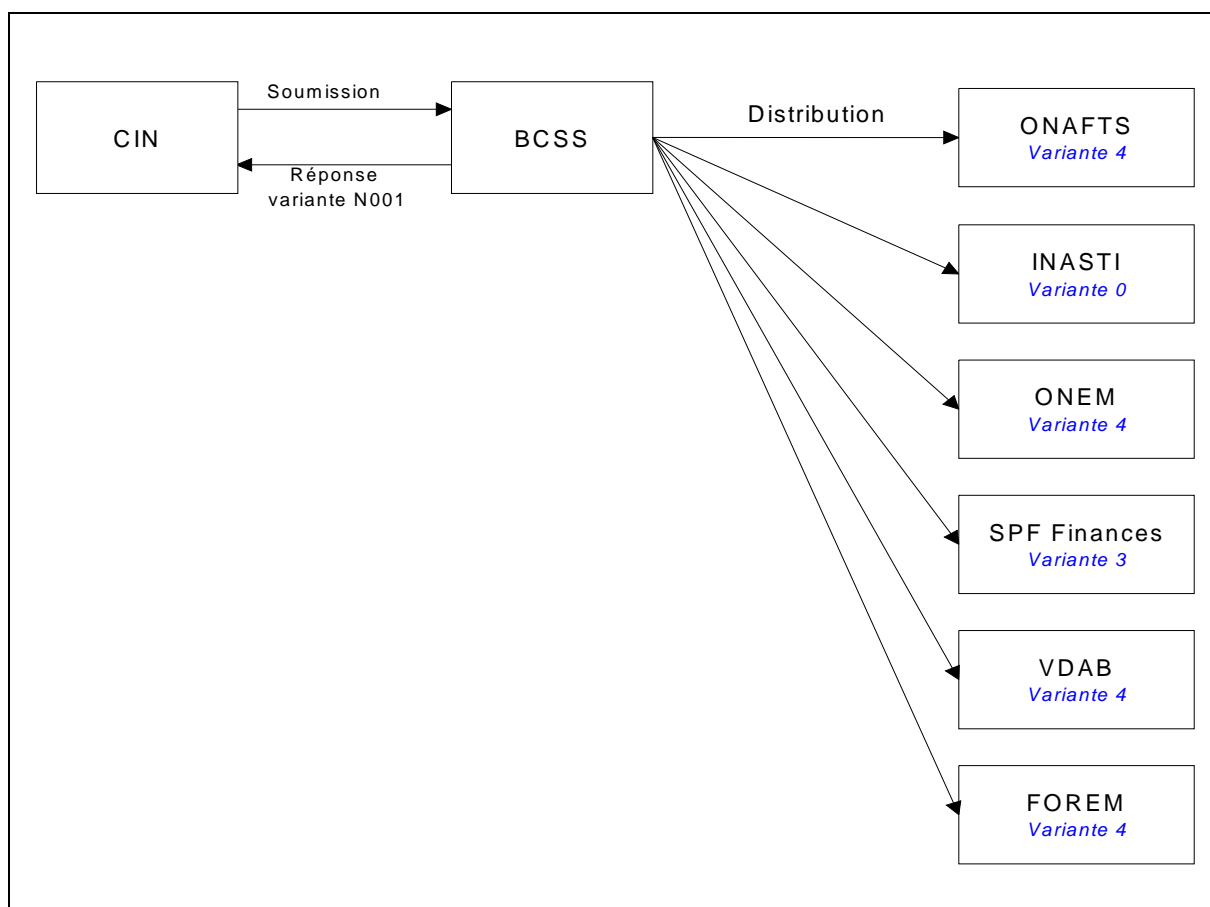 CIN
Soumission
Réponse
variante N001
BCSS
Distribution
ONAFTS
Variante 4
INASTI
Variante 0
ONEM
Variante 4
SPF Finances
Variante 3
VDAB
Variante 4
FOREM
Variante 4